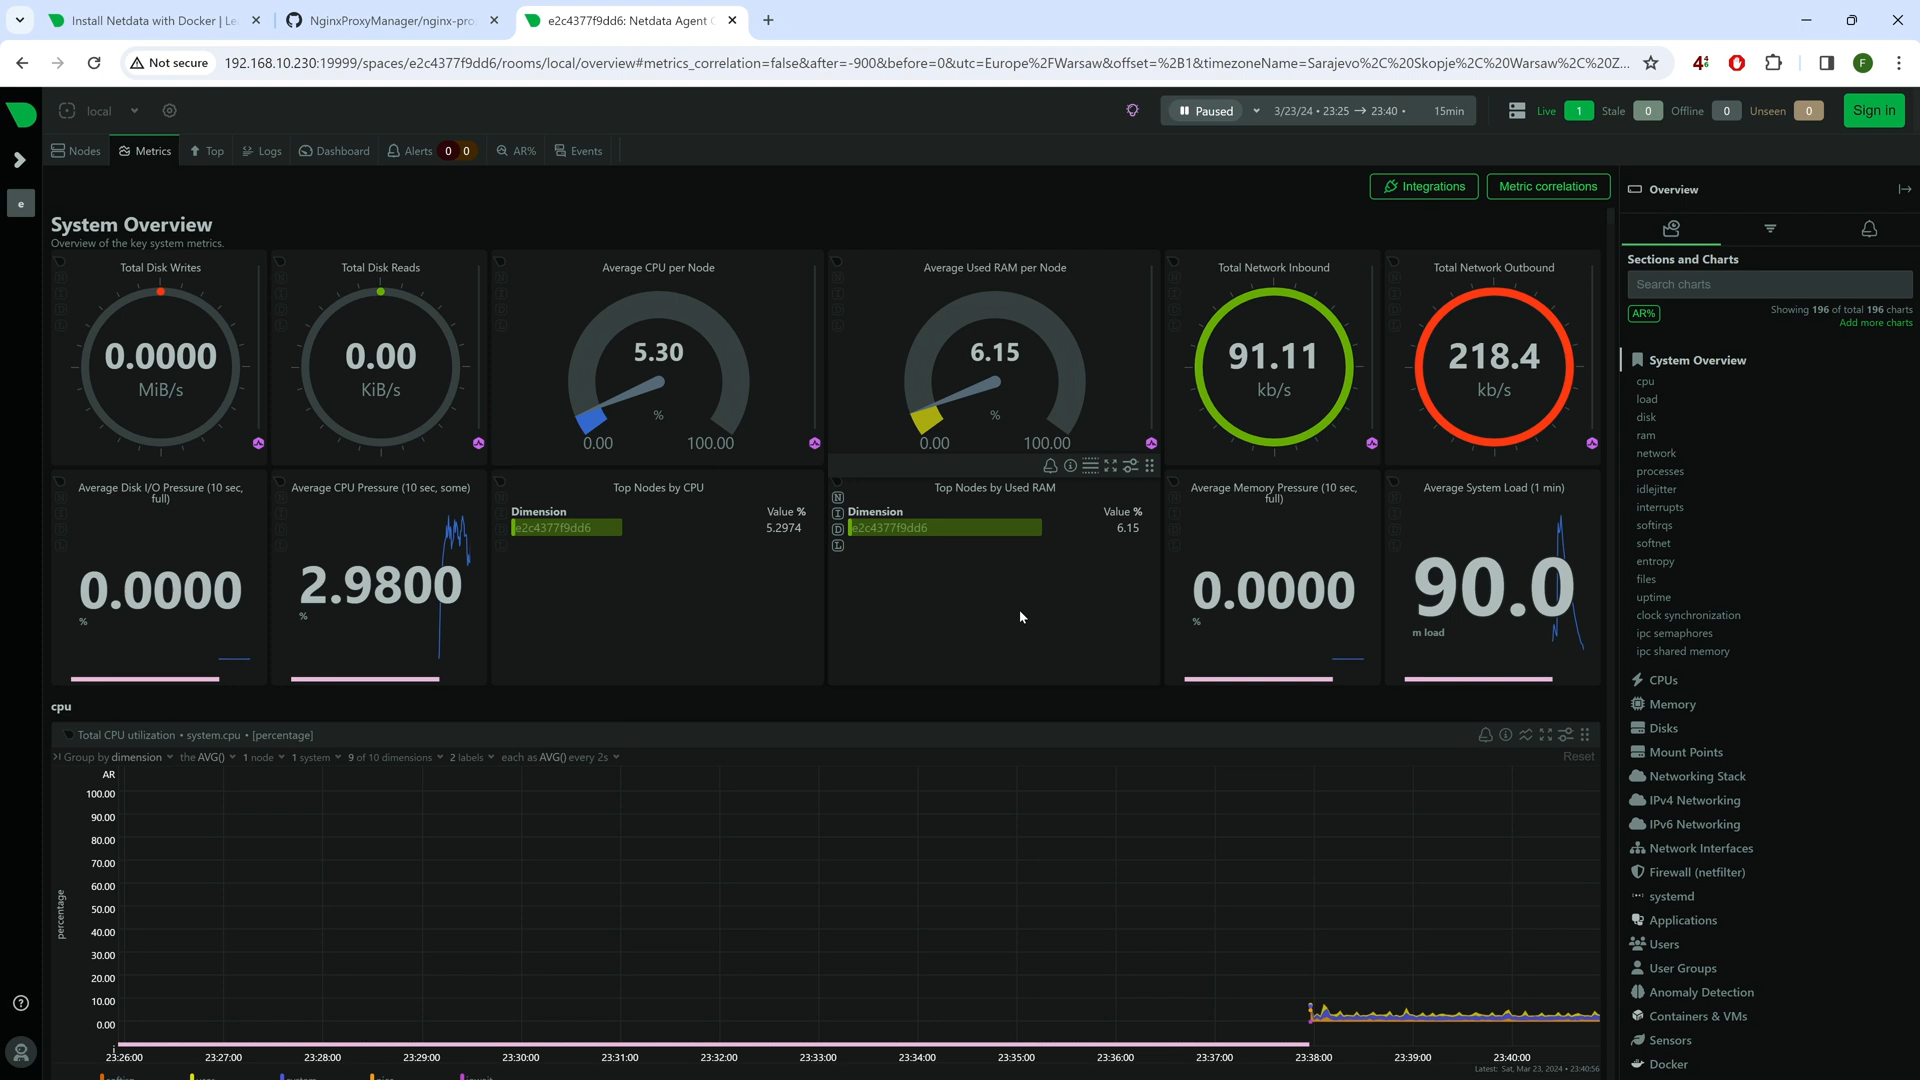 Install Netdata with Docker | Le
NginxProxyManager/nginx-pro
e2c4377f9dd6: Netdata Agent C
Not secure
192.168.10.230:19999/spaces/e2c4377f9dd6/rooms/local/overview#metrics_correlation=false&after=-900&before=0&utc=Europe%2FWarsaw&offset=%2B1&timezoneName=Sarajevo%2C%20Skopje%2C%20Warsaw%2C%20Z...
F
local
Paused
3/23/24 • 23:25 → 23:40 •
15min
Live 1
Stale 0
Offline 0
Unseen 0
Sign in
Nodes
Metrics
Top
Logs
Dashboard
Alerts 0 0
AR%
Events
e
Integrations
Metric correlations
System Overview
Overview of the key system metrics.
Total Disk Writes
0.0000
MiB/s
Total Disk Reads
0.00
KiB/s
Average CPU per Node
5.30
%
0.00
100.00
Average Used RAM per Node
6.15
%
0.00
100.00
Total Network Inbound
91.11
kb/s
Total Network Outbound
218.4
kb/s
Average Disk I/O Pressure (10 sec,
full)
0.0000
%
Average CPU Pressure (10 sec, some)
2.9800
%
Top Nodes by CPU
Dimension Value %
e2c4377f9dd6 5.2974
Top Nodes by Used RAM
N
I
D
L
Dimension Value %
e2c4377f9dd6 6.15
Average Memory Pressure (10 sec,
full)
0.0000
%
Average System Load (1 min)
90.0
m load
cpu
Total CPU utilization • system.cpu • [percentage]
Group by dimension the AVG() 1 node 1 system 9 of 10 dimensions 2 labels each as AVG() every 2s
Reset
AR
100.00
90.00
80.00
70.00
60.00
50.00
40.00
30.00
20.00
10.00
0.00
percentage
23:26:00 23:27:00 23:28:00 23:29:00 23:30:00 23:31:00 23:32:00 23:33:00 23:34:00 23:35:00 23:36:00 23:37:00 23:38:00 23:39:00 23:40:00
Latest: Sat, Mar 23, 2024 • 23:40:56
Overview
Sections and Charts
Search charts
AR%
Showing 196 of total 196 charts
Add more charts
System Overview
cpu
load
disk
ram
network
processes
idlejitter
interrupts
softirqs
softnet
entropy
files
uptime
clock synchronization
ipc semaphores
ipc shared memory
CPUs
Memory
Disks
Mount Points
Networking Stack
IPv4 Networking
IPv6 Networking
Network Interfaces
Firewall (netfilter)
systemd
Applications
Users
User Groups
Anomaly Detection
Containers & VMs
Sensors
Docker